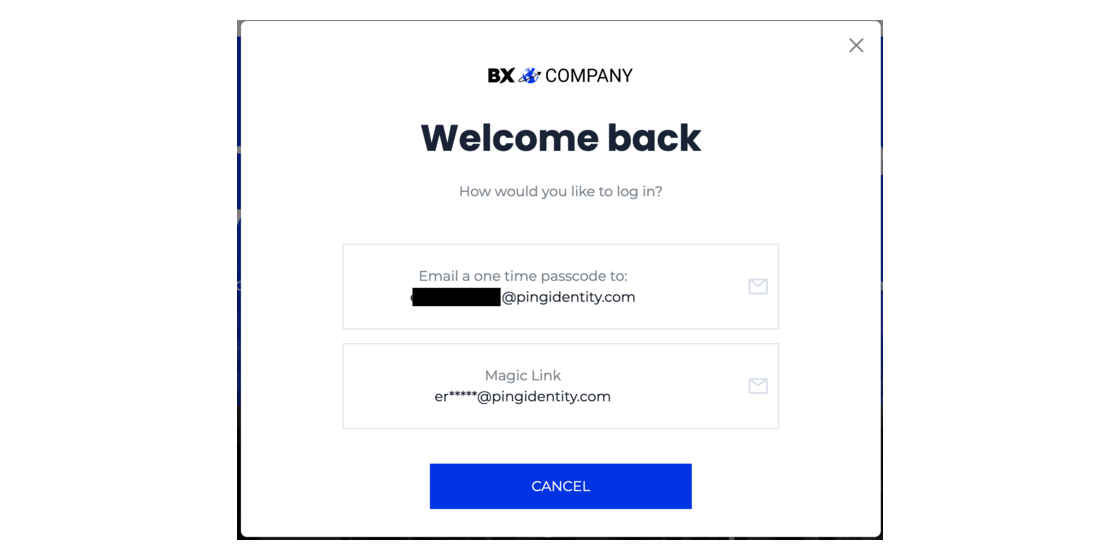 BX COMPANY
Welcome back
How would you like to log in?
Email a one time passcode to:
@pingidentity.com
Magic Link
er*****@pingidentity.com
CANCEL